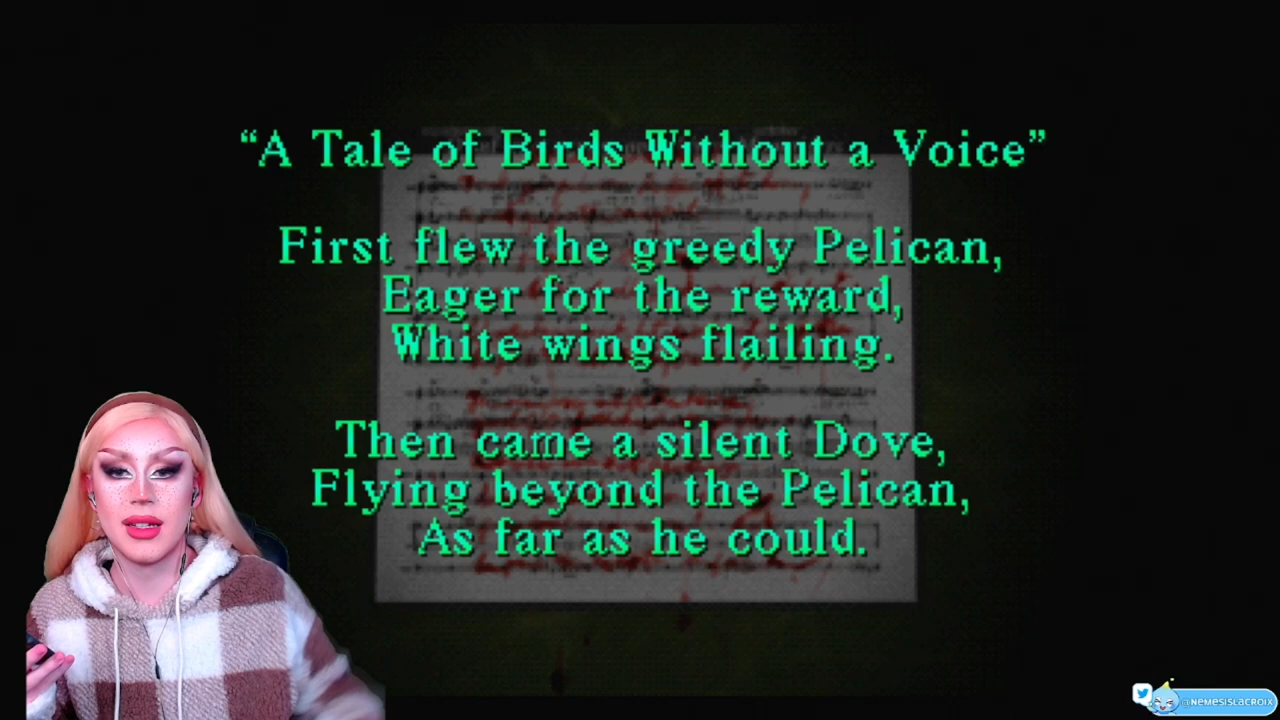 “A Tale of Birds Without a Voice”
First flew the greedy Pelican,
Eager for the reward,
White wings flailing.
Then came a silent Dove,
Flying beyond the Pelican,
As far as he could.
@NEMESISLACROIX